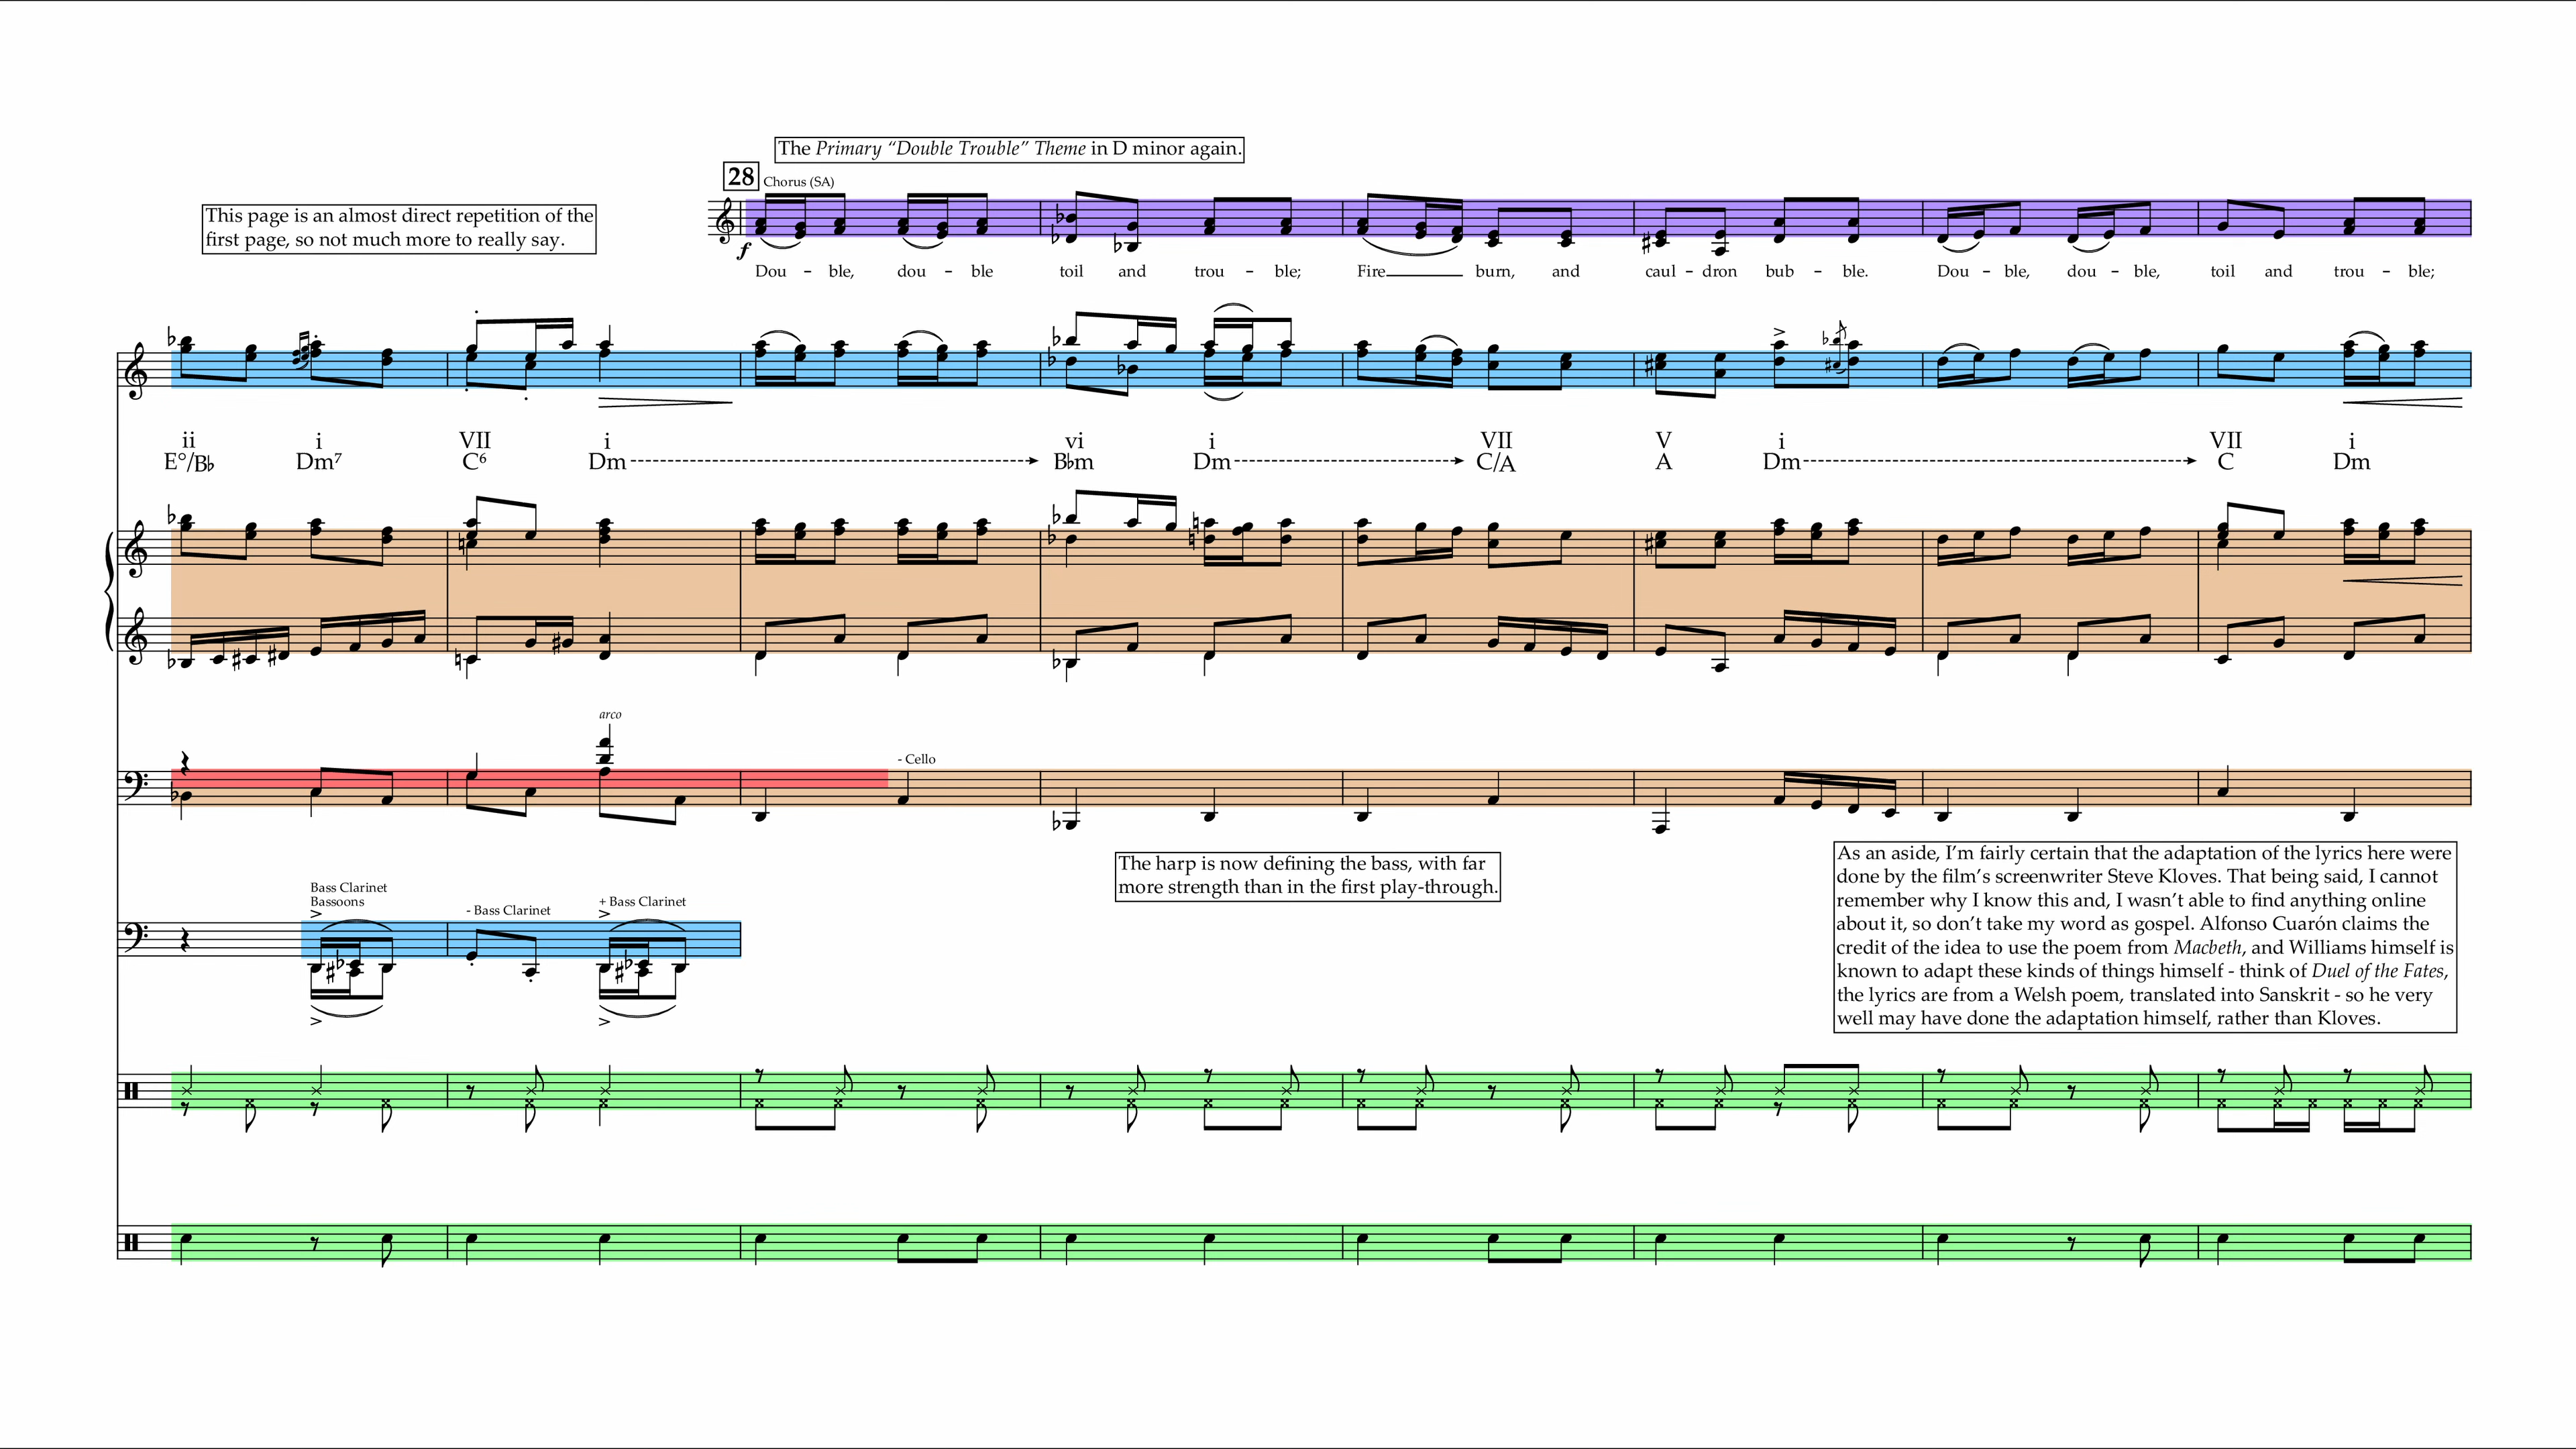 The Primary “Double Trouble” Theme in D minor again.
28 Chorus (SA)
This page is an almost direct repetition of the
first page, so not much more to really say.
f
Dou - ble, dou - ble toil and trou - ble; Fire burn, and caul - dron bub - ble. Dou - ble, dou - ble, toil and trou - ble;
ii i VII i vi i VII V i VII i
E°/B♭ Dm⁷ C⁶ Dm B♭m Dm C/A A Dm C Dm
arco
- Cello
The harp is now defining the bass, with far
more strength than in the first play-through.
As an aside, I’m fairly certain that the adaptation of the lyrics here were
done by the film’s screenwriter Steve Kloves. That being said, I cannot
remember why I know this and, I wasn’t able to find anything online
about it, so don’t take my word as gospel. Alfonso Cuarón claims the
credit of the idea to use the poem from Macbeth, and Williams himself is
known to adapt these kinds of things himself - think of Duel of the Fates,
the lyrics are from a Welsh poem, translated into Sanskrit - so he very
well may have done the adaptation himself, rather than Kloves.
Bass Clarinet
Bassoons
- Bass Clarinet
+ Bass Clarinet